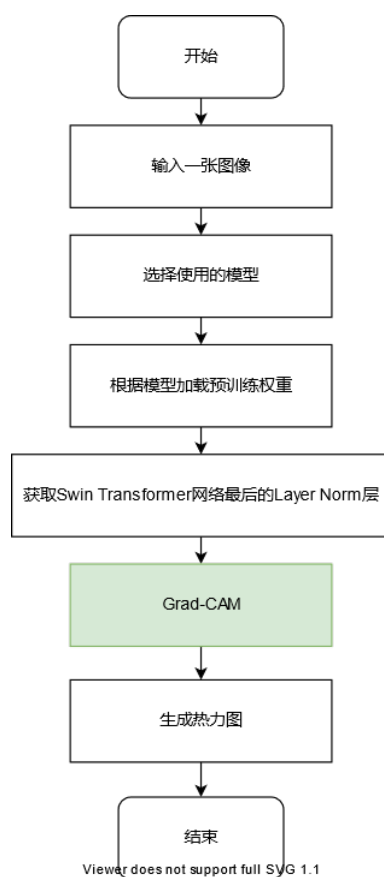 开始
输入一张图像
选择使用的模型
根据模型加载预训练权重
获取Swin Transformer网络最后的Layer Norm层
Grad-CAM
生成热力图
结束
Viewer does not support full SVG 1.1